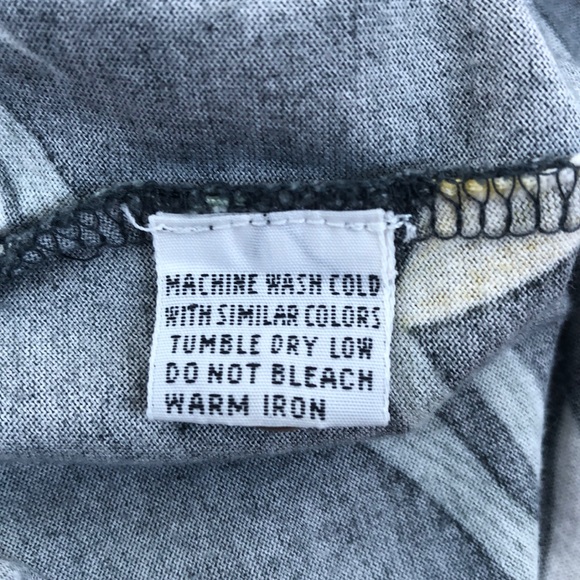 MACHINE WASH COLD
WITH SIMILAR COLORS
TUMBLE DRY LOW
DO NOT BLEACH
WARM IRON